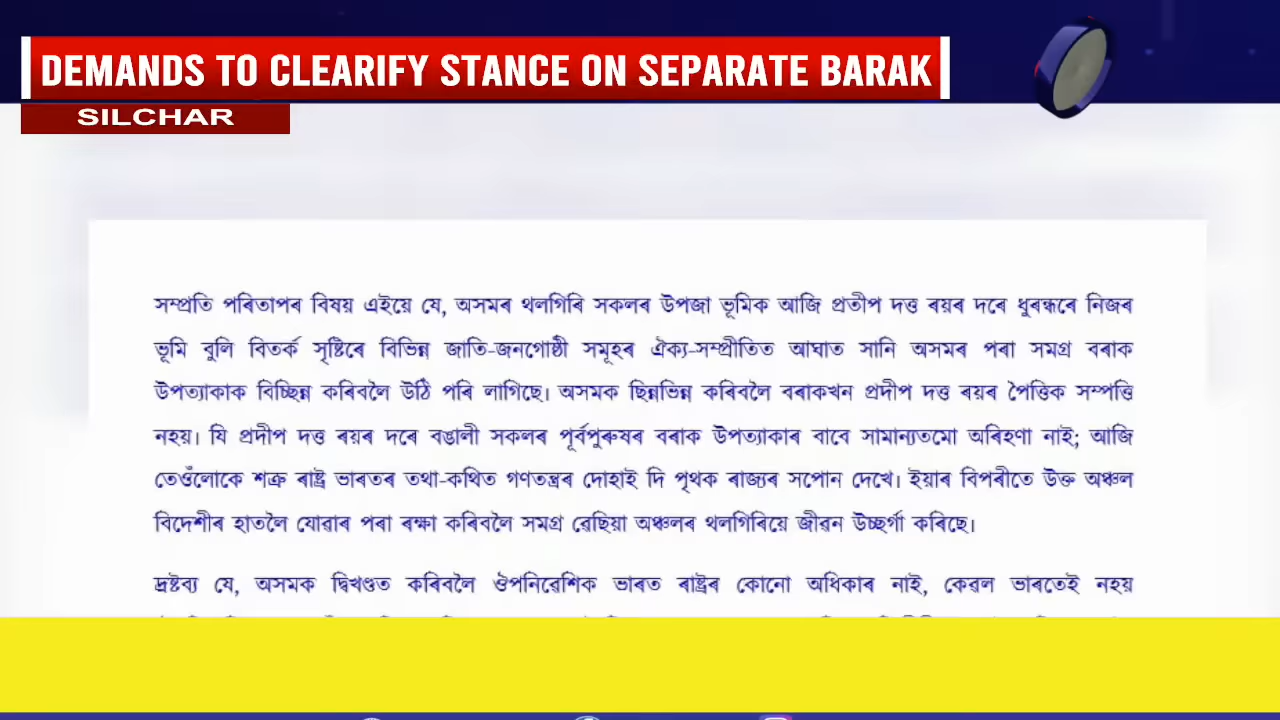 DEMANDS TO CLEARIFY STANCE ON SEPARATE BARAK
SILCHAR
সম্প্ৰতি পৰিতাপৰ বিষয় এইয়ে যে, অসমৰ থলগিৰি সকলৰ উপজা ভূমিক আজি প্ৰতীপ দত্ত ৰয়ৰ দৰে ধুৰন্ধৰে নিজৰ
ভূমি বুলি বিতৰ্ক সৃষ্টিৰে বিভিন্ন জাতি-জনগোষ্ঠী সমূহৰ ঐক্য-সম্প্ৰীতিত আঘাত সানি অসমৰ পৰা সমগ্ৰ বৰাক
উপত্যাকাক বিচ্ছিন্ন কৰিবলৈ উঠি পৰি লাগিছে। অসমক ছিন্নভিন্ন কৰিবলৈ বৰাকখন প্ৰদীপ দত্ত ৰয়ৰ পৈত্তিক সম্পত্তি
নহয়। যি প্ৰদীপ দত্ত ৰয়ৰ দৰে বঙালী সকলৰ পূৰ্বপুৰুষৰ বৰাক উপত্যাকাৰ বাবে সামান্যতমো অৰিহণা নাই; আজি
তেওঁলোকে শত্ৰু ৰাষ্ট্ৰ ভাৰতৰ তথা-কথিত গণতন্ত্ৰৰ দোহাই দি পৃথক ৰাজ্যৰ সপোন দেখে। ইয়াৰ বিপৰীতে উক্ত অঞ্চল
বিদেশীৰ হাতলৈ যোৱাৰ পৰা ৰক্ষা কৰিবলৈ সমগ্ৰ ৱেছিয়া অঞ্চলৰ থলগিৰিয়ে জীৱন উচ্ছৰ্গা কৰিছে।
দ্ৰষ্টব্য যে, অসমক দ্বিখণ্ডত কৰিবলৈ ঔপনিৱেশিক ভাৰত ৰাষ্ট্ৰৰ কোনো অধিকাৰ নাই, কেৱল ভাৰতেই নহয়